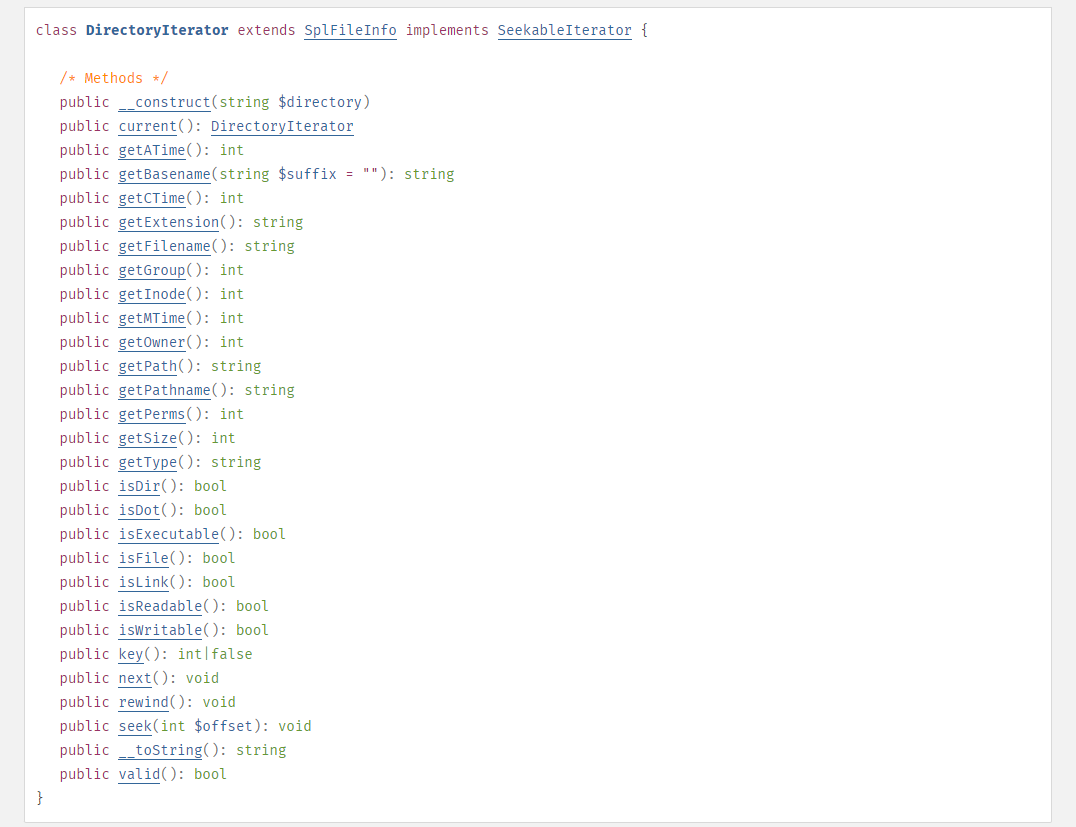 class DirectoryIterator extends SplFileInfo implements SeekableIterator {
/* Methods */
public __construct(string $directory)
public current(): DirectoryIterator
public getATime(): int
public getBasename(string $suffix = ""): string
public getCTime(): int
public getExtension(): string
public getFilename(): string
public getGroup(): int
public getInode(): int
public getMTime(): int
public getOwner(): int
public getPath(): string
public getPathname(): string
public getPerms(): int
public getSize(): int
public getType(): string
public isDir(): bool
public isDot(): bool
public isExecutable(): bool
public isFile(): bool
public isLink(): bool
public isReadable(): bool
public isWritable(): bool
public key(): int|false
public next(): void
public rewind(): void
public seek(int $offset): void
public __toString(): string
public valid(): bool
}